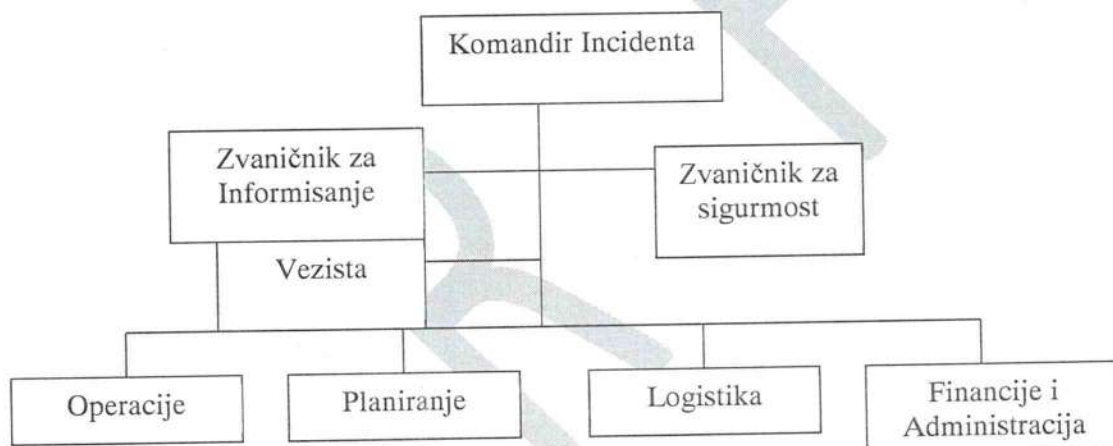 Komandir Incidenta
Zvaničnik za
Informisanje
Zvaničnik za
sigurmost
Vezista
Operacije
Planiranje
Logistika
Financije i
Administracija